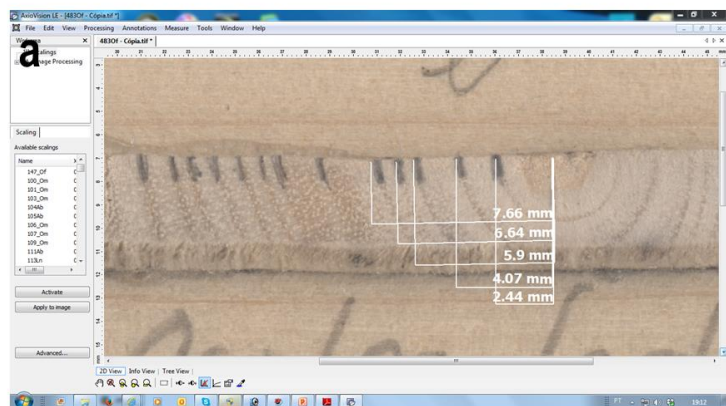 AxioVision LE - [483Of - Cópia.tif *]
File Edit View Processing Annotations Measure Tools Window Help
a
483Of - Cópia.tif *
Scaling
Available scalings
Name
147_Of
100_Om
101_Om
103_Om
104Ab
105Ab
106_Om
107_Om
109_Om
111Ab
113Ln
Activate
Apply to image
Advanced...
7.66 mm
6.64 mm
5.9 mm
4.07 mm
2.44 mm
2D View Info View Tree View
PT 19:12